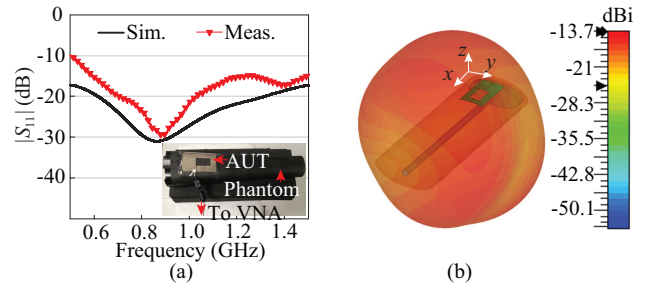 (a)
Sim.
Meas.
0
-10
-20
-30
-40
|S11| (dB)
AUT
Phantom
To VNA
0.6
0.8
1.0
1.2
1.4
Frequency (GHz)
(a)
z
x
y
dBi
-13.7
-21
-28.3
-35.5
-42.8
-50.1
(b)